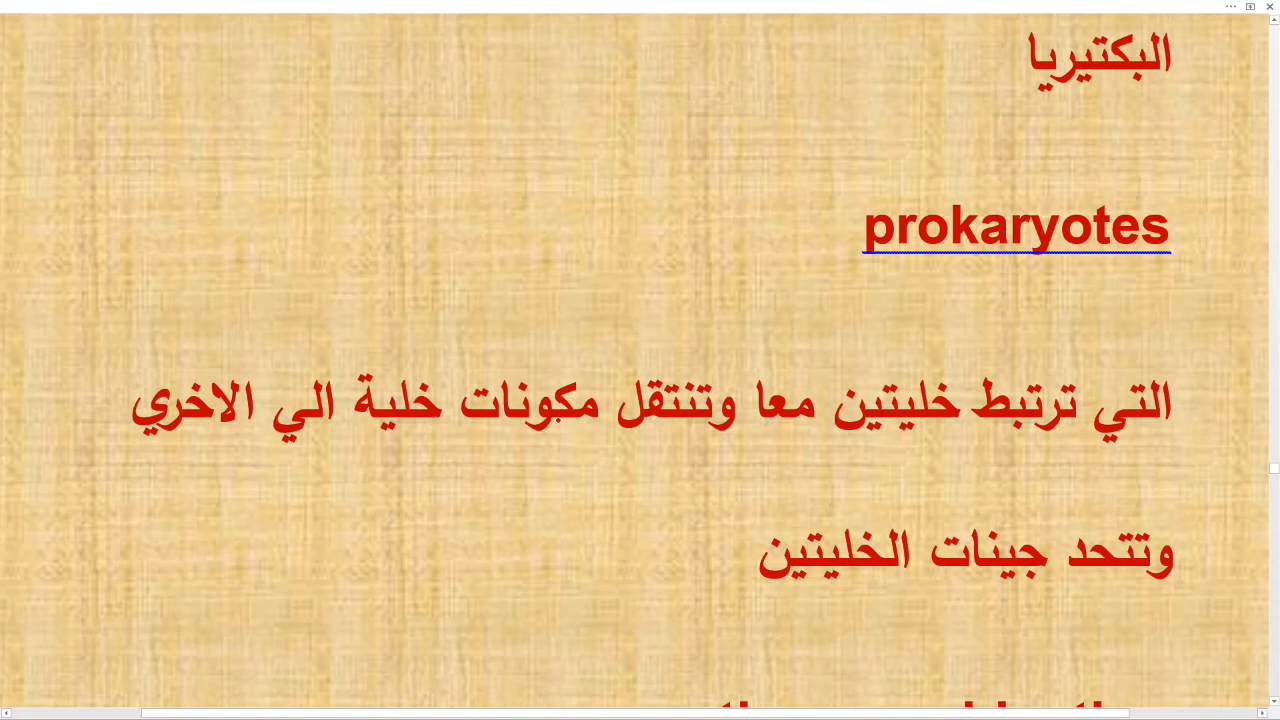 البكتيريا
prokaryotes
التي ترتبط خليتين معا وتنتقل مكونات خلية الي الاخري
وتتحد جينات الخليتين